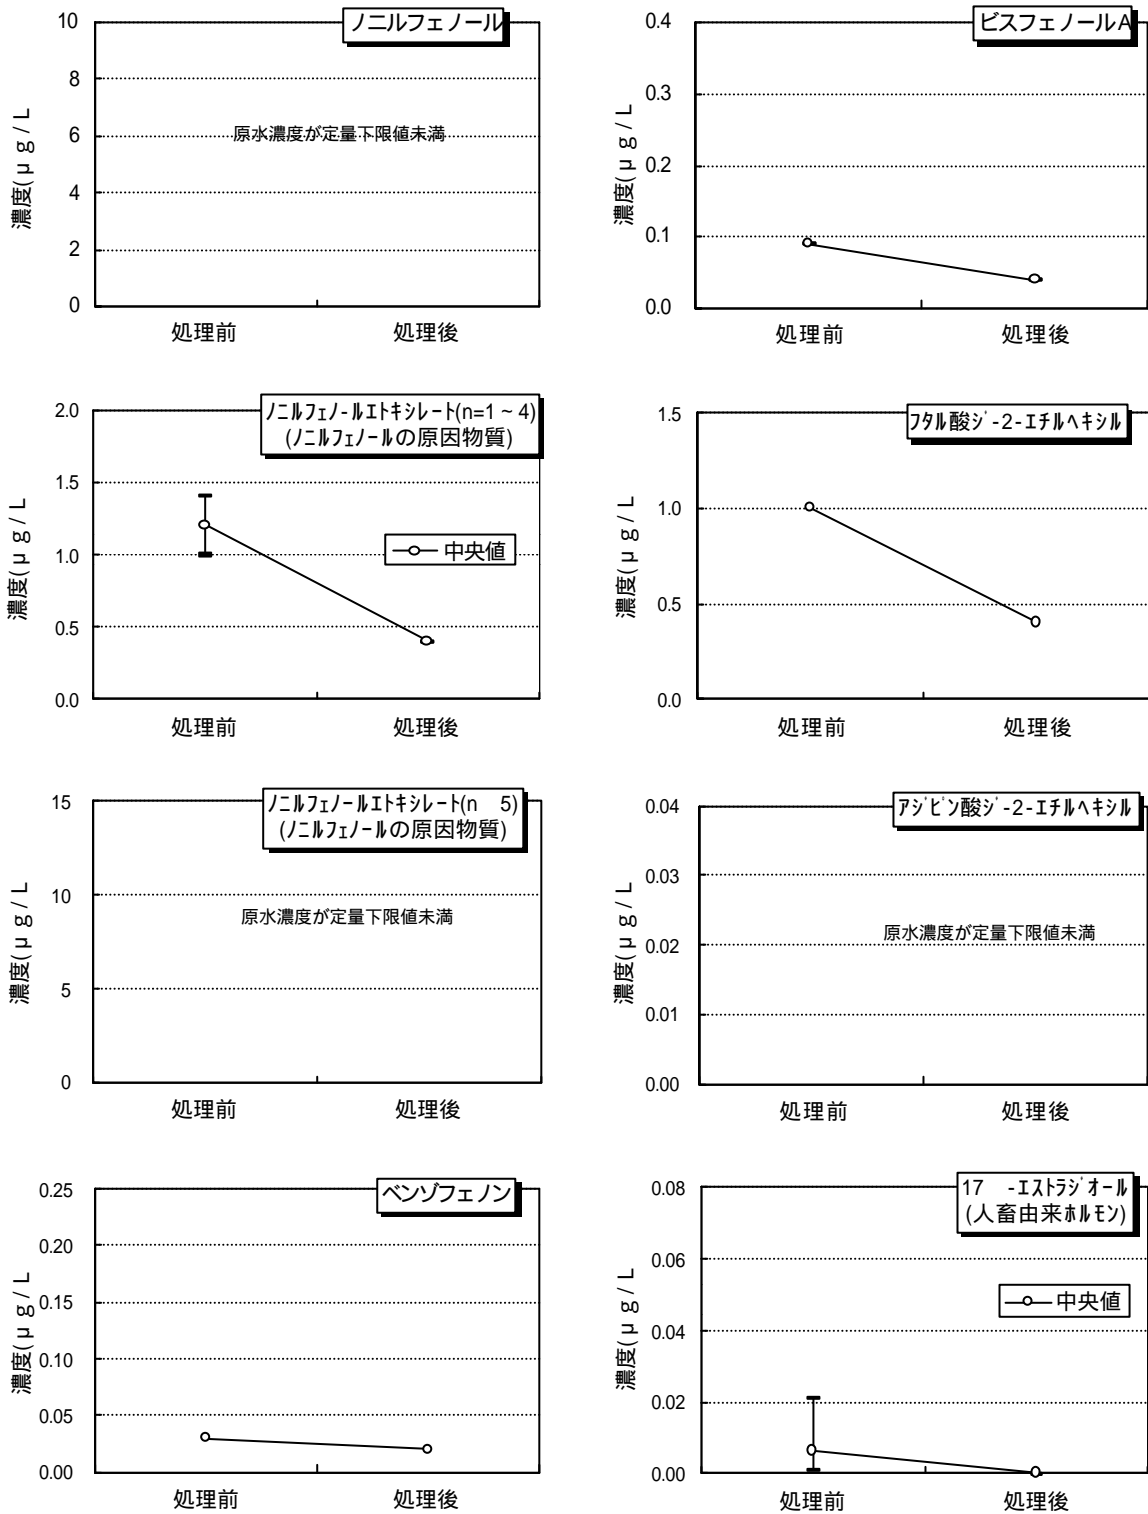 ノニルフェノール
10
8
6
4
2
0
濃度(μg/L
原水濃度が定量下限値未満
処理前
処理後
ビスフェノールA
0.4
0.3
0.2
0.1
0.0
濃度(μg/L
処理前
処理後
ﾉﾆﾙﾌｪﾉ-ﾙｴﾄｷｼﾚｰﾄ(n=1~4)
(ﾉﾆﾙﾌｪﾉｰﾙの原因物質)
2.0
1.5
1.0
0.5
0.0
濃度(μg/L
中央値
処理前
処理後
ﾌﾀﾙ酸ｼﾞ-2-ｴﾁﾙﾍｷｼﾙ
1.5
1.0
0.5
0.0
濃度(μg/L
処理前
処理後
ﾉﾆﾙﾌｪﾉｰﾙｴﾄｷｼﾚｰﾄ(n 5)
(ﾉﾆﾙﾌｪﾉｰﾙの原因物質)
15
10
5
0
濃度(μg/L
原水濃度が定量下限値未満
処理前
処理後
ｱｼﾞﾋﾟﾝ酸ｼﾞ-2-ｴﾁﾙﾍｷｼﾙ
0.04
0.03
0.02
0.01
0.00
濃度(μg/L
原水濃度が定量下限値未満
処理前
処理後
ベンゾフェノン
0.25
0.20
0.15
0.10
0.05
0.00
濃度(μg/L
処理前
処理後
17 -ｴｽﾄﾗｼﾞｵｰﾙ
(人畜由来ﾎﾙﾓﾝ)
0.08
0.06
0.04
0.02
0.00
濃度(μg/L
中央値
処理前
処理後